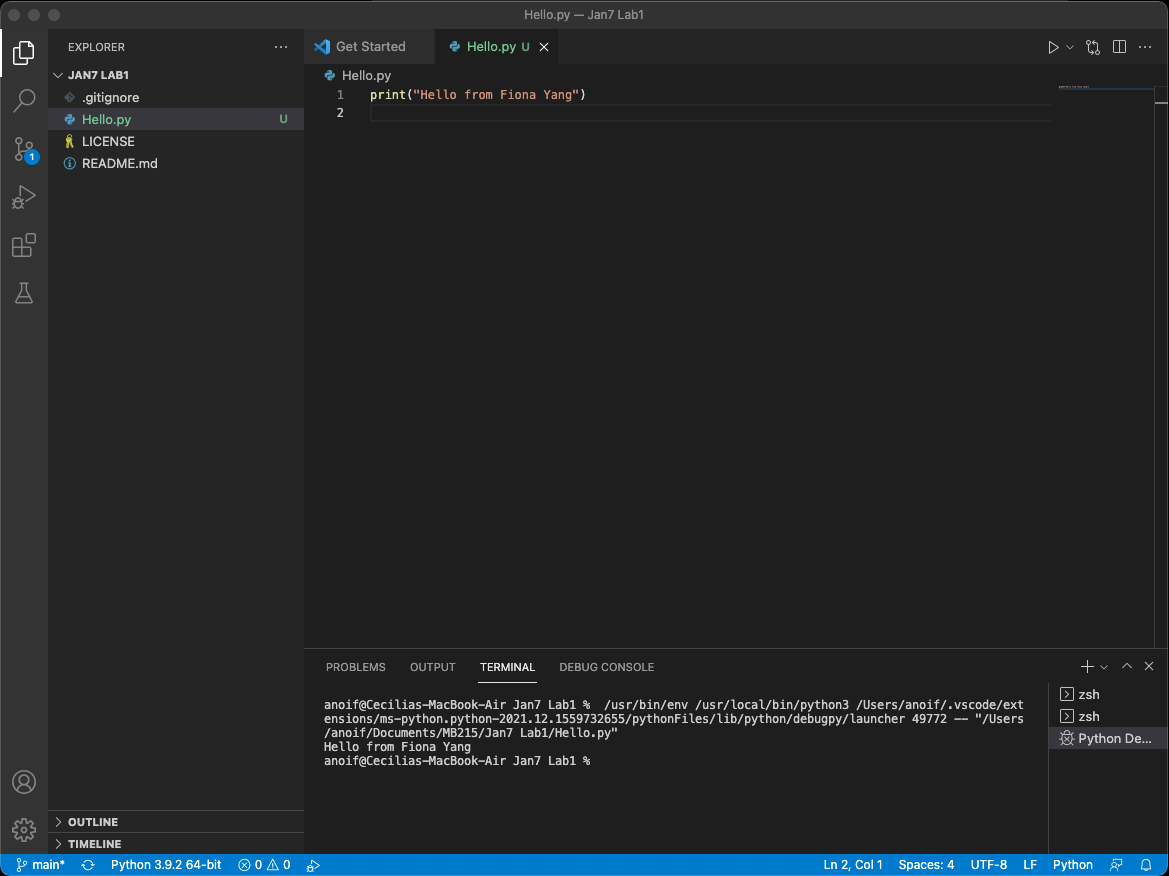 Hello.py — Jan7 Lab1
EXPLORER
Get Started
Hello.py U
JAN7 LAB1
.gitignore
Hello.py U
LICENSE
README.md
Hello.py
1 print("Hello from Fiona Yang")
2
1
PROBLEMS OUTPUT TERMINAL DEBUG CONSOLE
anoif@Cecilias-MacBook-Air Jan7 Lab1 %  /usr/bin/env /usr/local/bin/python3 /Users/anoif/.vscode/ext
ensions/ms-python.python-2021.12.1559732655/pythonFiles/lib/python/debugpy/launcher 49772 -- "/Users
/anoif/Documents/MB215/Jan7 Lab1/Hello.py"
Hello from Fiona Yang
anoif@Cecilias-MacBook-Air Jan7 Lab1 %
zsh
zsh
Python De...
OUTLINE
TIMELINE
main* Python 3.9.2 64-bit 0 0 Ln 2, Col 1 Spaces: 4 UTF-8 LF Python